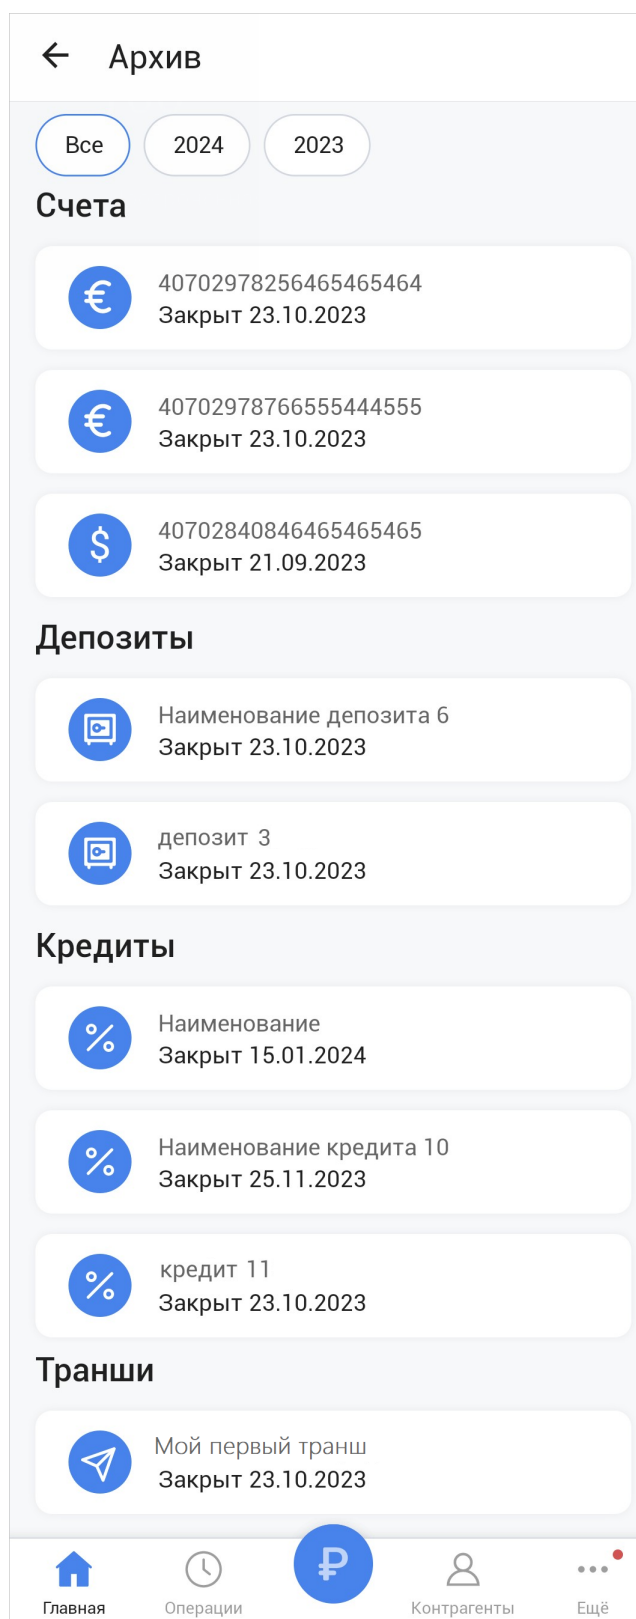 Архив
Все 2024 2023
Счета
40702978256465465464
Закрыт 23.10.2023
40702978766555444555
Закрыт 23.10.2023
40702840846465465465
Закрыт 21.09.2023
Депозиты
Наименование депозита 6
Закрыт 23.10.2023
депозит 3
Закрыт 23.10.2023
Кредиты
Наименование
Закрыт 15.01.2024
Наименование кредита 10
Закрыт 25.11.2023
кредит 11
Закрыт 23.10.2023
Транши
Мой первый транш
Закрыт 23.10.2023
Главная Операции Контрагенты Ещё